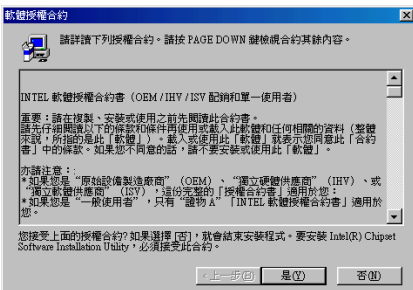 軟體授權合約
請詳讀下列授權合約。請按 PAGE DOWN 鍵檢視合約其餘內容。
INTEL 軟體授權合約書（OEM / IHV / ISV 配銷和單一使用者）
重要：請在複製、安裝或使用之前先閱讀此合約書。
請先仔細閱讀以下的條款和條件再使用或載入此軟體和任何相關的資料（整體
來說，所指的是此「軟體」）。載入或使用此「軟體」就表示您同意此「合約
書」中的條款。如果您不同意的話，請不要安裝或使用此「軟體」。
亦請注意：:
*如果您是“原始設備製造廠商”（OEM）、“獨立硬體供應商”（IHV）、或
“獨立軟體供應商”（ISV），這份完整的「授權合約書」適用於您：
*如果您是“一般使用者”，只有“證物 A”「INTEL 軟體授權合約書」適用於
您。
您接受上面的授權合約? 如果選擇 [否]，就會結束安裝程式。要安裝 Intel(R) Chipset
Software Installation Utility，必須接受此合約。
<上一步(B) 是(Y) 否(N)